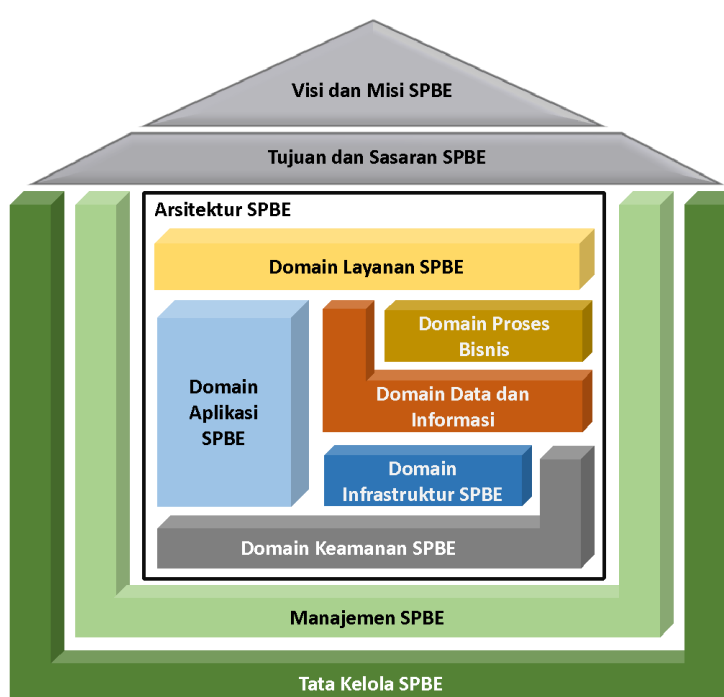 Visi dan Misi SPBE
Tujuan dan Sasaran SPBE
Arsitektur SPBE
Domain Layanan SPBE
Domain Proses
Bisnis
Domain
Aplikasi
SPBE
Domain Data dan
Informasi
Domain
Infrastruktur SPBE
Domain Keamanan SPBE
Manajemen SPBE
Tata Kelola SPBE